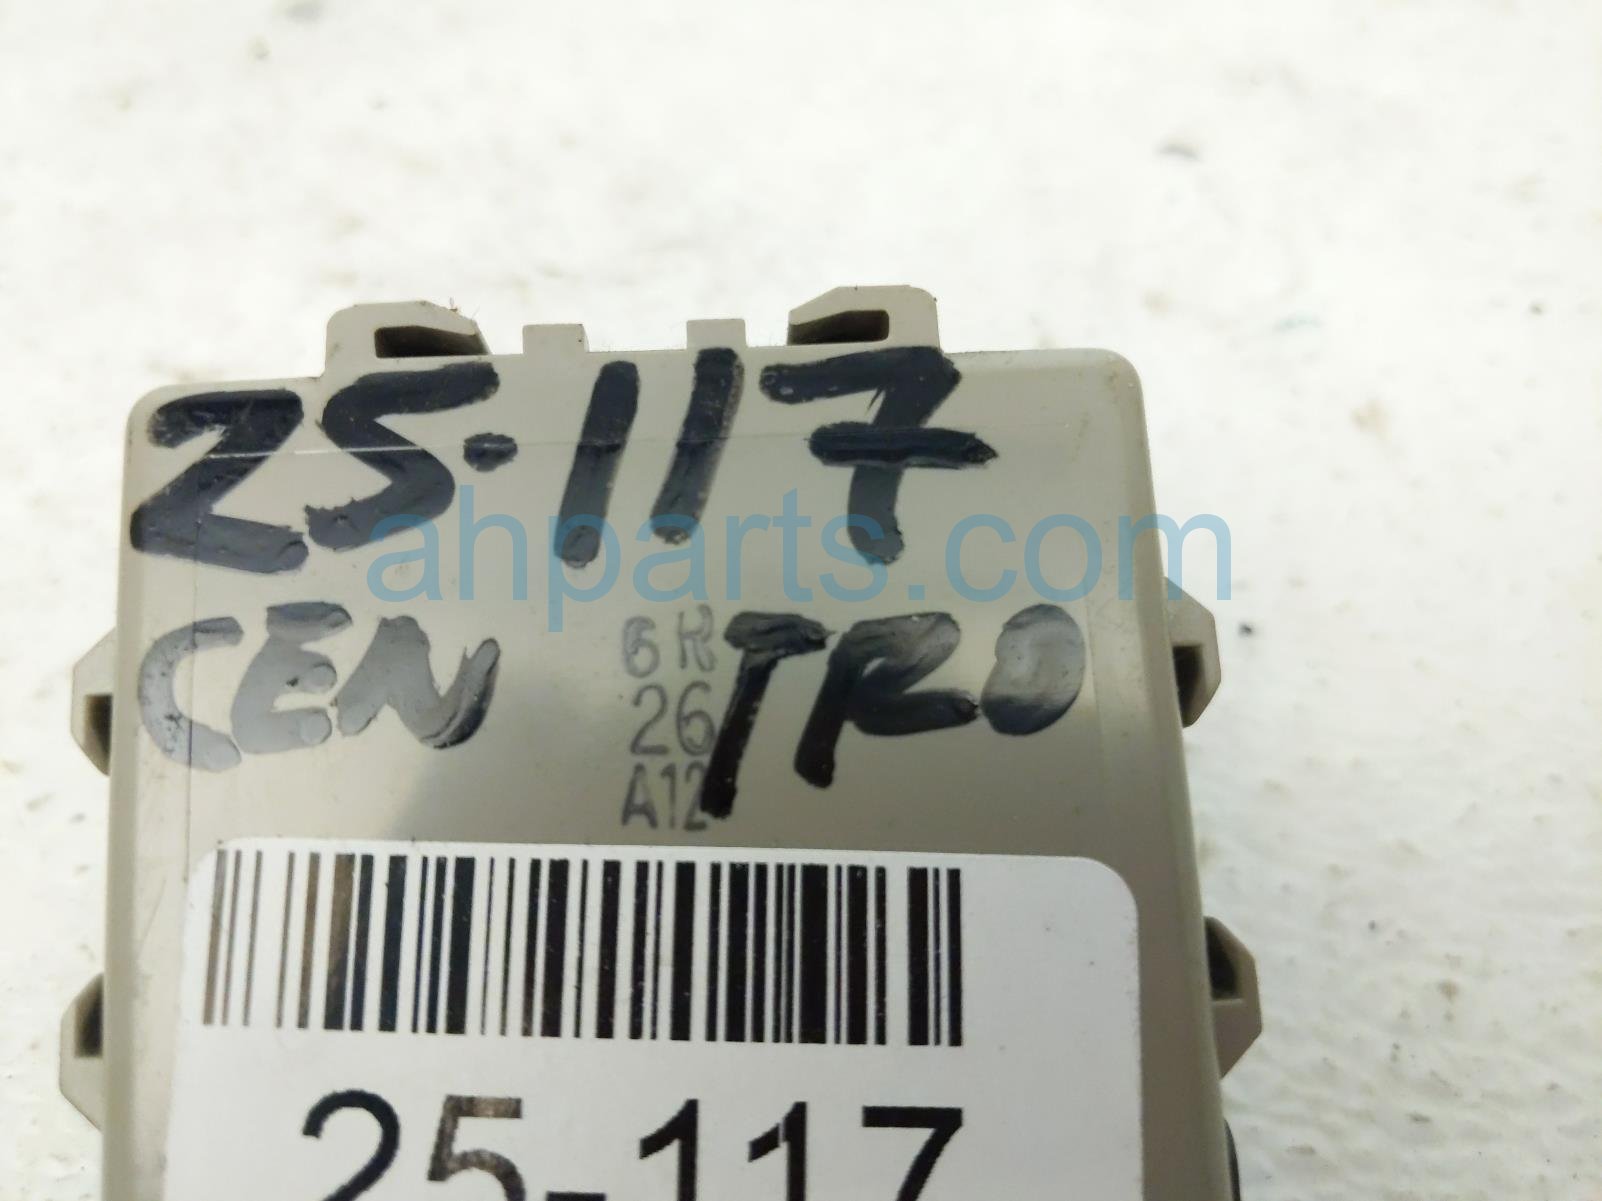 25.117
ahparts.com
CEN TRO
6R
26
A12
25-117